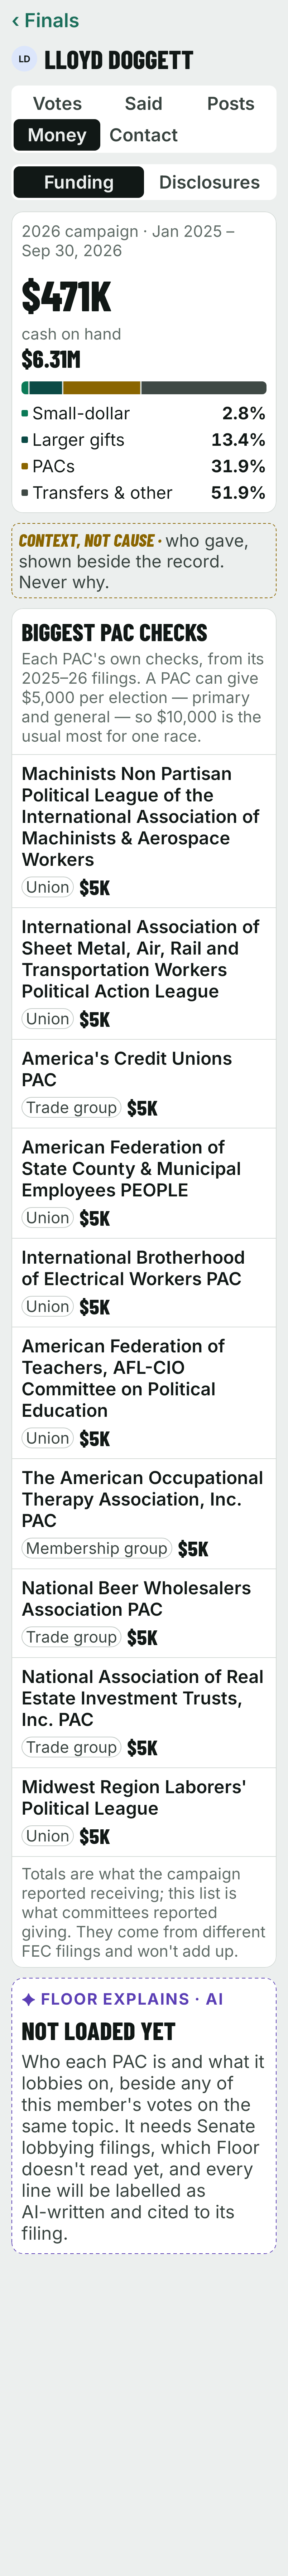 ‹ Finals
LD LLOYD DOGGETT
Votes Said Posts
Money Contact
Funding Disclosures
2026 campaign · Jan 2025 –
Sep 30, 2026
$471K
cash on hand
$6.31M
Small-dollar 2.8%
Larger gifts 13.4%
PACs 31.9%
Transfers & other 51.9%
CONTEXT, NOT CAUSE · who gave,
shown beside the record.
Never why.
BIGGEST PAC CHECKS
Each PAC's own checks, from its
2025–26 filings. A PAC can give
$5,000 per election — primary
and general — so $10,000 is the
usual most for one race.
Machinists Non Partisan
Political League of the
International Association of
Machinists & Aerospace
Workers
Union $5K
International Association of
Sheet Metal, Air, Rail and
Transportation Workers
Political Action League
Union $5K
America's Credit Unions
PAC
Trade group $5K
American Federation of
State County & Municipal
Employees PEOPLE
Union $5K
International Brotherhood
of Electrical Workers PAC
Union $5K
American Federation of
Teachers, AFL-CIO
Committee on Political
Education
Union $5K
The American Occupational
Therapy Association, Inc.
PAC
Membership group $5K
National Beer Wholesalers
Association PAC
Trade group $5K
National Association of Real
Estate Investment Trusts,
Inc. PAC
Trade group $5K
Midwest Region Laborers'
Political League
Union $5K
Totals are what the campaign
reported receiving; this list is
what committees reported
giving. They come from different
FEC filings and won't add up.
✦ FLOOR EXPLAINS · AI
NOT LOADED YET
Who each PAC is and what it
lobbies on, beside any of
this member's votes on the
same topic. It needs Senate
lobbying filings, which Floor
doesn't read yet, and every
line will be labelled as
AI-written and cited to its
filing.